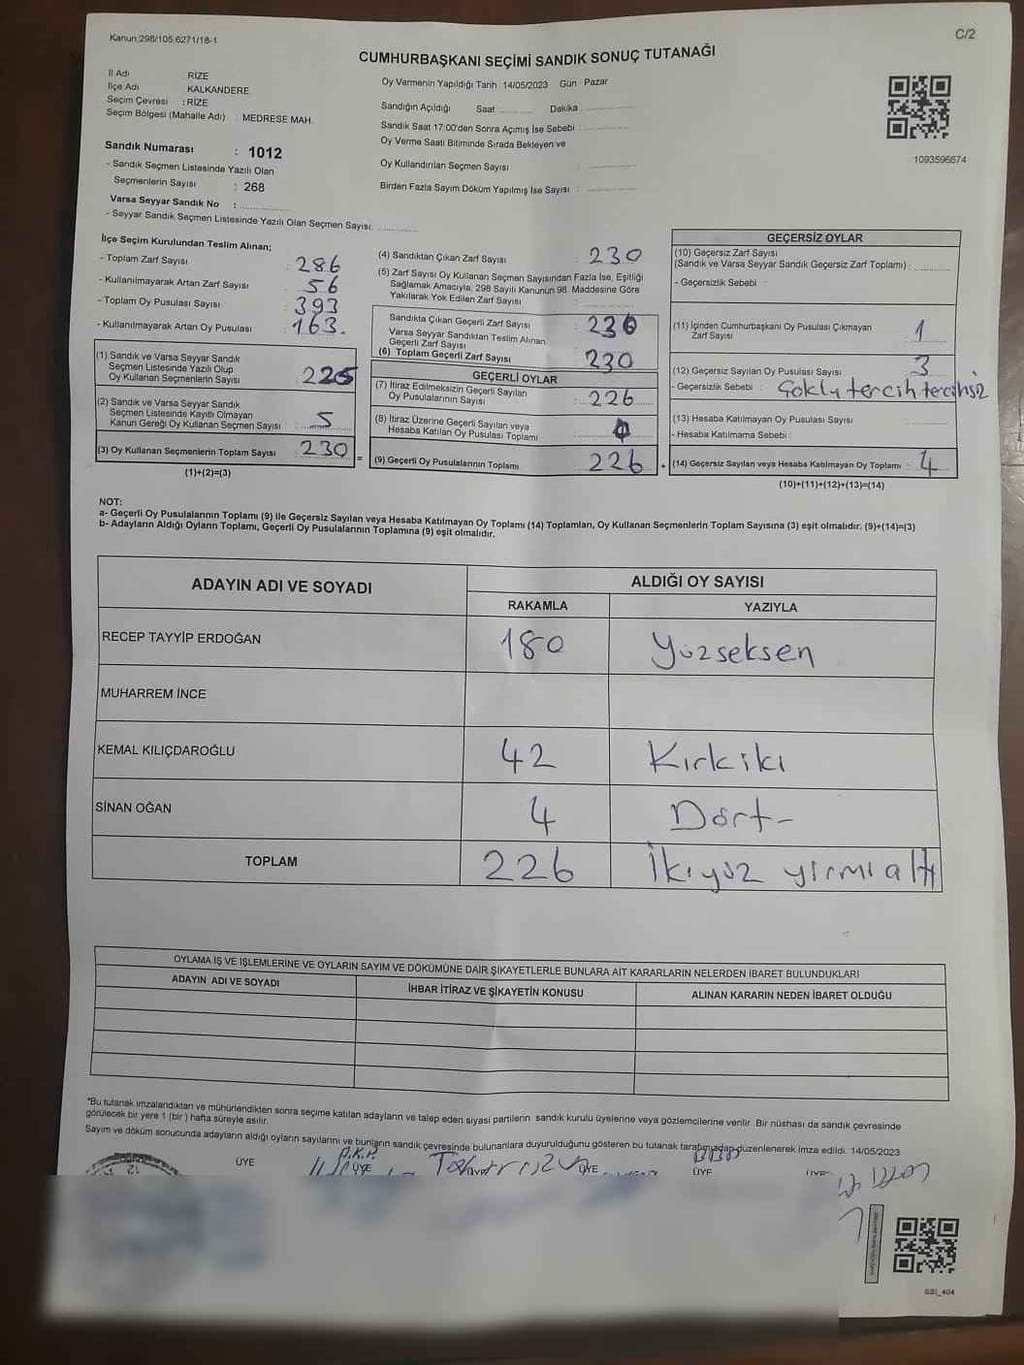 Kanun:298/105,6271/18-1
C/2
CUMHURBAŞKANI SEÇİMİ SANDIK SONUÇ TUTANAĞI
İl Adı : RİZE
İlçe Adı : KALKANDERE
Seçim Çevresi : RİZE
Seçim Bölgesi (Mahalle Adı) : MEDRESE MAH.
Oy Vermenin Yapıldığı Tarih 14/05/2023 Gün : Pazar
Sandığın Açıldığı Saat ............ Dakika ............
Sandık Saat 17:00'den Sonra Açımış İse Sebebi : ............
Oy Verme Saati Bitiminde Sırada Bekleyen ve
Oy Kullandırılan Seçmen Sayısı : ............
Birden Fazla Sayım Döküm Yapılmış İse Sayısı : ............
1093596674
Sandık Numarası : 1012
- Sandık Seçmen Listesinde Yazılı Olan
Seçmenlerin Sayısı : 268
Varsa Seyyar Sandık No : ............
- Seyyar Sandık Seçmen Listesinde Yazılı Olan Seçmen Sayısı: ............
İlçe Seçim Kurulundan Teslim Alınan;
- Toplam Zarf Sayısı : 286
- Kullanılmayarak Artan Zarf Sayısı : 56
- Toplam Oy Pusulası Sayısı : 393
- Kullanılmayarak Artan Oy Pusulası : 163.
(1) Sandık ve Varsa Seyyar Sandık
Seçmen Listesinde Yazılı Olup
Oy Kullanan Seçmenlerin Sayısı : 225
(2) Sandık ve Varsa Seyyar Sandık
Seçmen Listesinde Kayıtlı Olmayan
Kanun Gereği Oy Kullanan Seçmen Sayısı : 5
(3) Oy Kullanan Seçmenlerin Toplam Sayısı : 230
(1)+(2)=(3)
(4) Sandıktan Çıkan Zarf Sayısı : 230
(5) Zarf Sayısı Oy Kullanan Seçmen Sayısından Fazla İse, Eşitliği
Sağlamak Amacıyla, 298 Sayılı Kanunun 98. Maddesine Göre
Yakılarak Yok Edilen Zarf Sayısı : ............
Sandıkta Çıkan Geçerli Zarf Sayısı : 230
Varsa Seyyar Sandıktan Teslim Alınan
Geçerli Zarf Sayısı : ............
(6) Toplam Geçerli Zarf Sayısı : 230
GEÇERLİ OYLAR
(7) İtiraz Edilmeksizin Geçerli Sayılan
Oy Pusulalarının Sayısı : 226
(8) İtiraz Üzerine Geçerli Sayılan veya
Hesaba Katılan Oy Pusulası Toplamı :
(9) Geçerli Oy Pusulalarının Toplamı : 226
=
+
GEÇERSİZ OYLAR
(10) Geçersiz Zarf Sayısı
(Sandık ve Varsa Seyyar Sandık Geçersiz Zarf Toplamı) : ............
- Geçersizlik Sebebi :
(11) İçinden Cumhurbaşkanı Oy Pusulası Çıkmayan
Zarf Sayısı : 1
(12) Geçersiz Sayılan Oy Pusulası Sayısı : 3
- Geçersizlik Sebebi : Çoklu tercih tercihsiz
(13) Hesaba Katılmayan Oy Pusulası Sayısı : ............
- Hesaba Katılmama Sebebi :
(14) Geçersiz Sayılan veya Hesaba Katılmayan Oy Toplamı : 4
(10)+(11)+(12)+(13)=(14)
NOT:
a- Geçerli Oy Pusulalarının Toplamı (9) ile Geçersiz Sayılan veya Hesaba Katılmayan Oy Toplamı (14) Toplamları, Oy Kullanan Seçmenlerin Toplam Sayısına (3) eşit olmalıdır. (9)+(14)=(3)
b- Adayların Aldığı Oyların Toplamı, Geçerli Oy Pusulalarının Toplamına (9) eşit olmalıdır.
ADAYIN ADI VE SOYADI
ALDIĞI OY SAYISI
RAKAMLA YAZIYLA
RECEP TAYYİP ERDOĞAN 180 Yüzseksen
MUHARREM İNCE
KEMAL KILIÇDAROĞLU 42 Kırkiki
SİNAN OĞAN 4 Dört-
TOPLAM 226 İkiyüz yirmi altı
OYLAMA İŞ VE İŞLEMLERİNE VE OYLARIN SAYIM VE DÖKÜMÜNE DAİR ŞİKAYETLERLE BUNLARA AİT KARARLARIN NELERDEN İBARET BULUNDUKLARI
ADAYIN ADI VE SOYADI İHBAR İTİRAZ VE ŞİKAYETİN KONUSU ALINAN KARARIN NEDEN İBARET OLDUĞU
*Bu tutanak imzalandıktan ve mühürlendikten sonra seçime katılan adayların ve talep eden siyasi partilerin sandık kurulu üyelerine veya gözlemcilerine verilir. Bir nüshası da sandık çevresinde
görülecek bir yere 1 (bir) hafta süreyle asılır.
Sayım ve döküm sonucunda adayların aldığı oyların sayılarını ve bunların sandık çevresinde bulunanlara duyurulduğunu gösteren bu tutanak tarafımızdan düzenlenerek imza edildi. 14/05/2023
A.K.P.
ÜYE ÜYE ÜYE ÜYE ÜYE
SBI_404